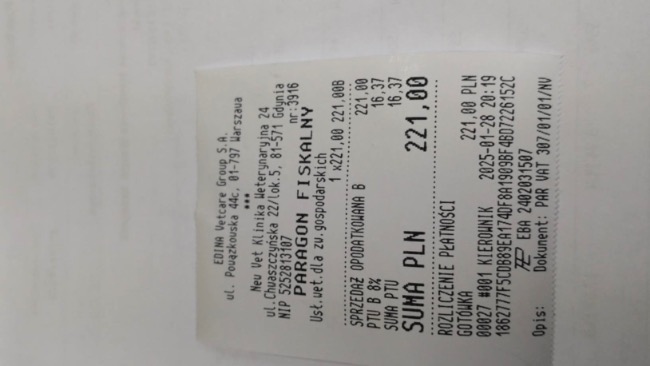 EDINA Vetcare Group S.A.
ul. Powązkowska 44c, 01-797 Warszawa
***
New Vet Klinika Weterynaryjna 24
ul.Chwaszczyńska 22/lok.5, 81-571 Gdynia
NIP 5252813107 nr:3916
PARAGON FISKALNY
Usł.wet.dla zw.gospodarskich
1 x221,00 221,00B
SPRZEDAŻ OPODATKOWANA B 221,00
PTU B 8% 16,37
SUMA PTU 16,37
SUMA PLN 221,00
ROZLICZENIE PŁATNOŚCI
GOTÓWKA 221,00 PLN
00027 #001 KIEROWNIK 2025-01-28 20:19
1862777F5CDB89EA174DF8A1909BF46D7226152C
EBA 2402031507
Opis: Dokument: PAR VAT 307/01/01/NV